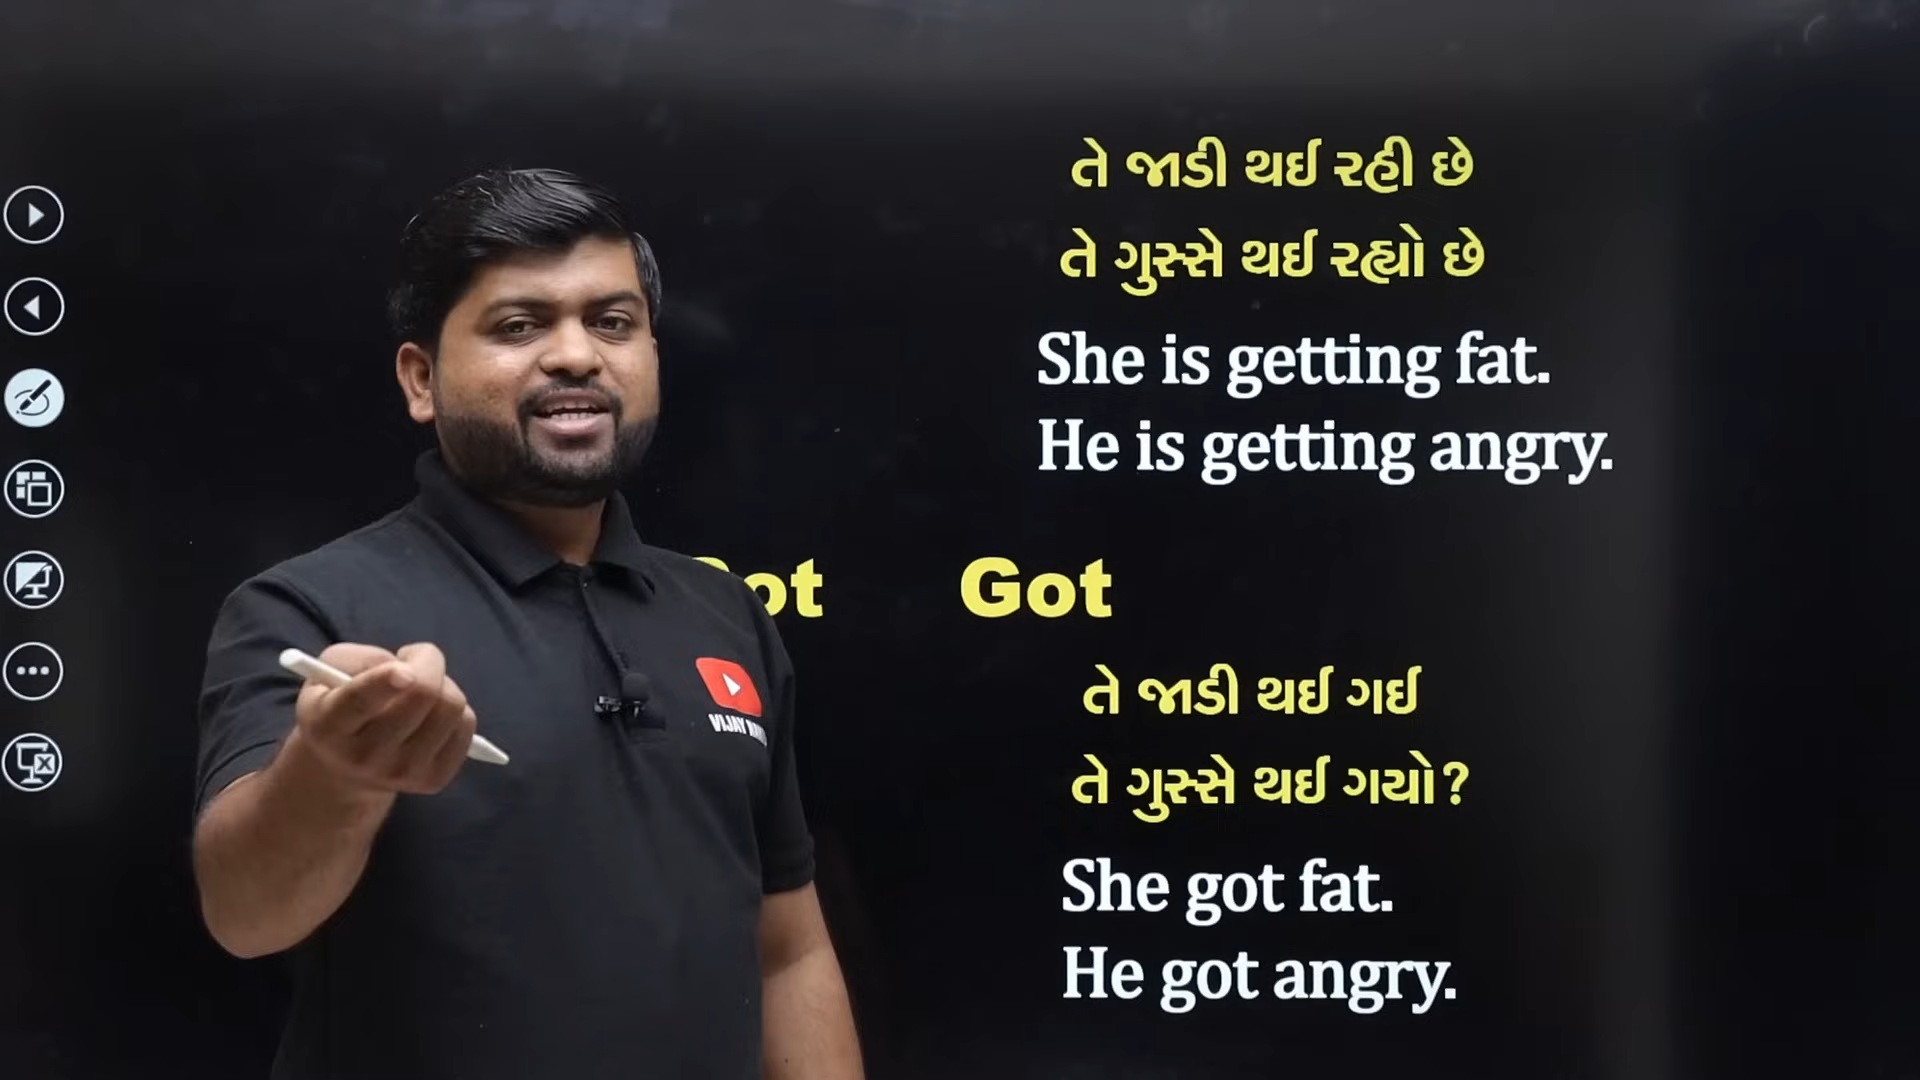 તે જાડી થઈ રહી છે
તે ગુસ્સે થઈ રહ્યો છે
She is getting fat.
He is getting angry.
Got
તે જાડી થઈ ગઈ
તે ગુસ્સે થઈ ગયો?
She got fat.
He got angry.
VIJAY